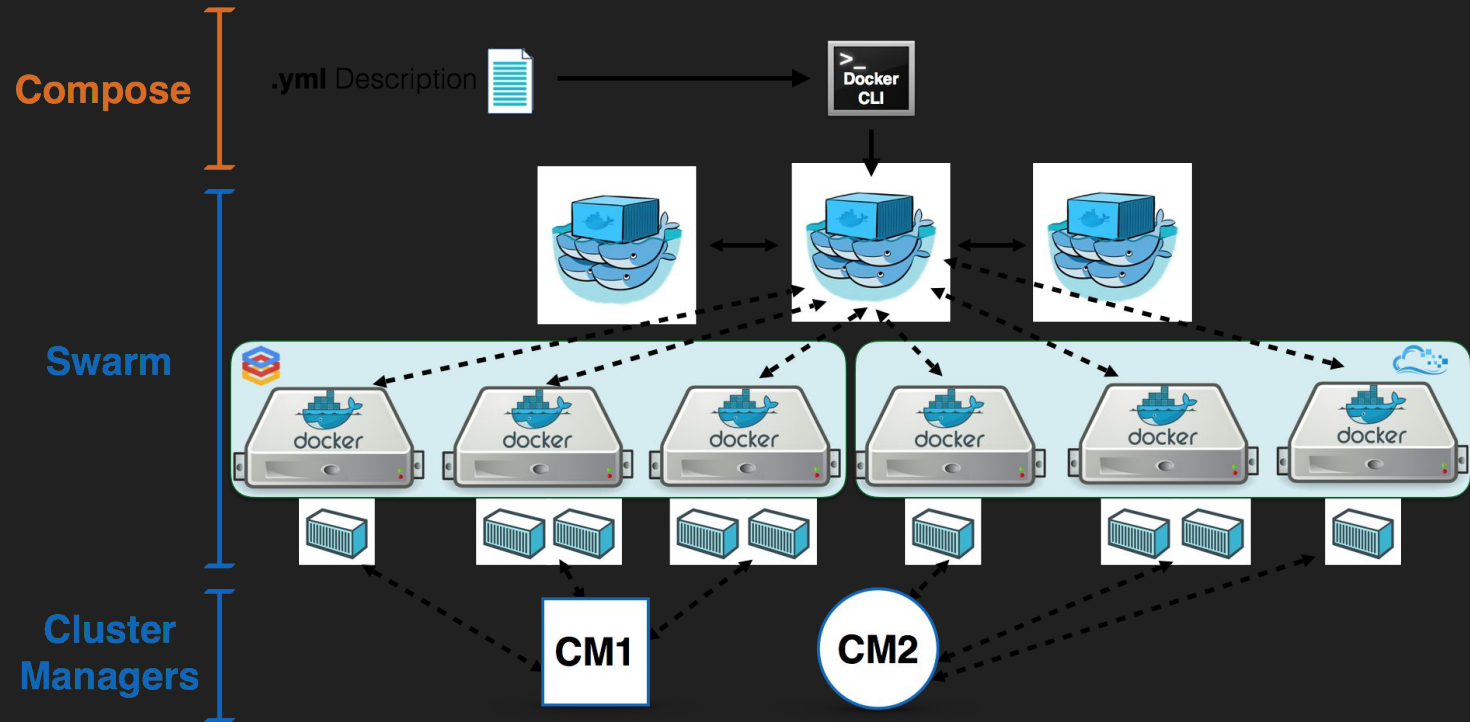 Compose
.yml Description
>_
Docker
CLI
Swarm
docker
docker
docker
docker
docker
docker
Cluster
Managers
CM1
CM2